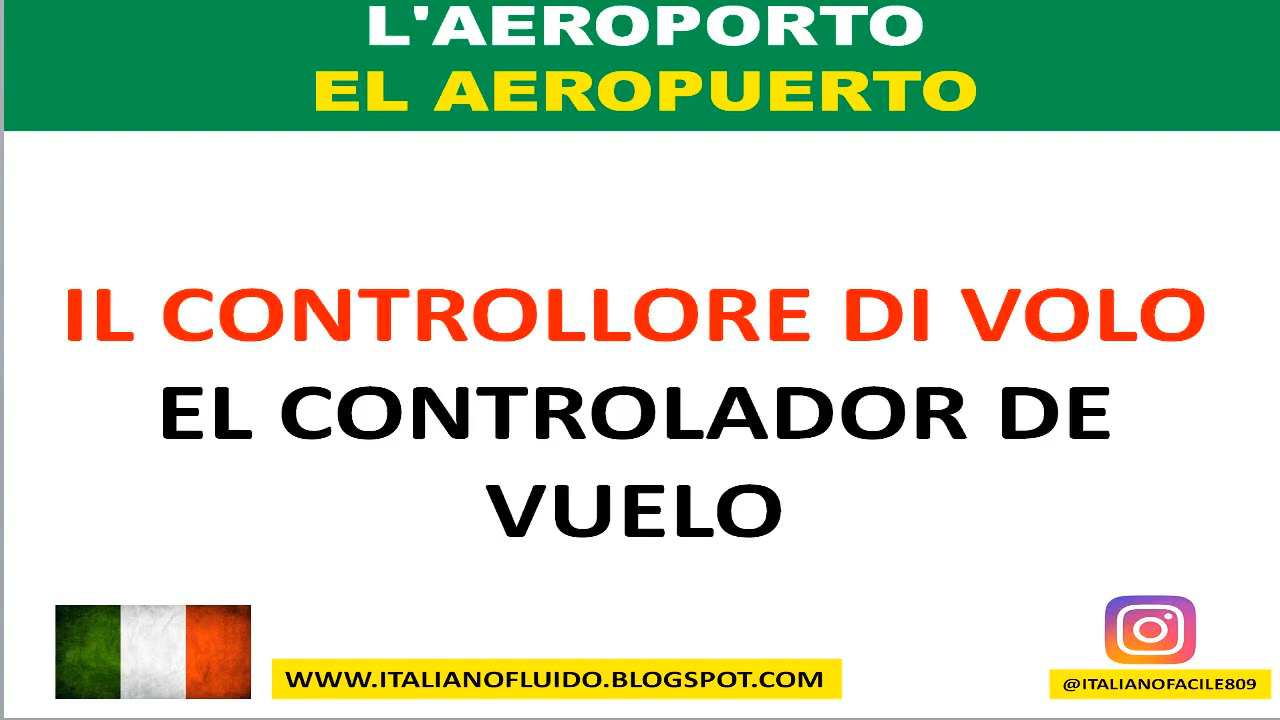 L'AEROPORTO
EL AEROPUERTO
IL CONTROLLORE DI VOLO
EL CONTROLADOR DE
VUELO
WWW.ITALIANOFLUIDO.BLOGSPOT.COM
@ITALIANOFACILE809